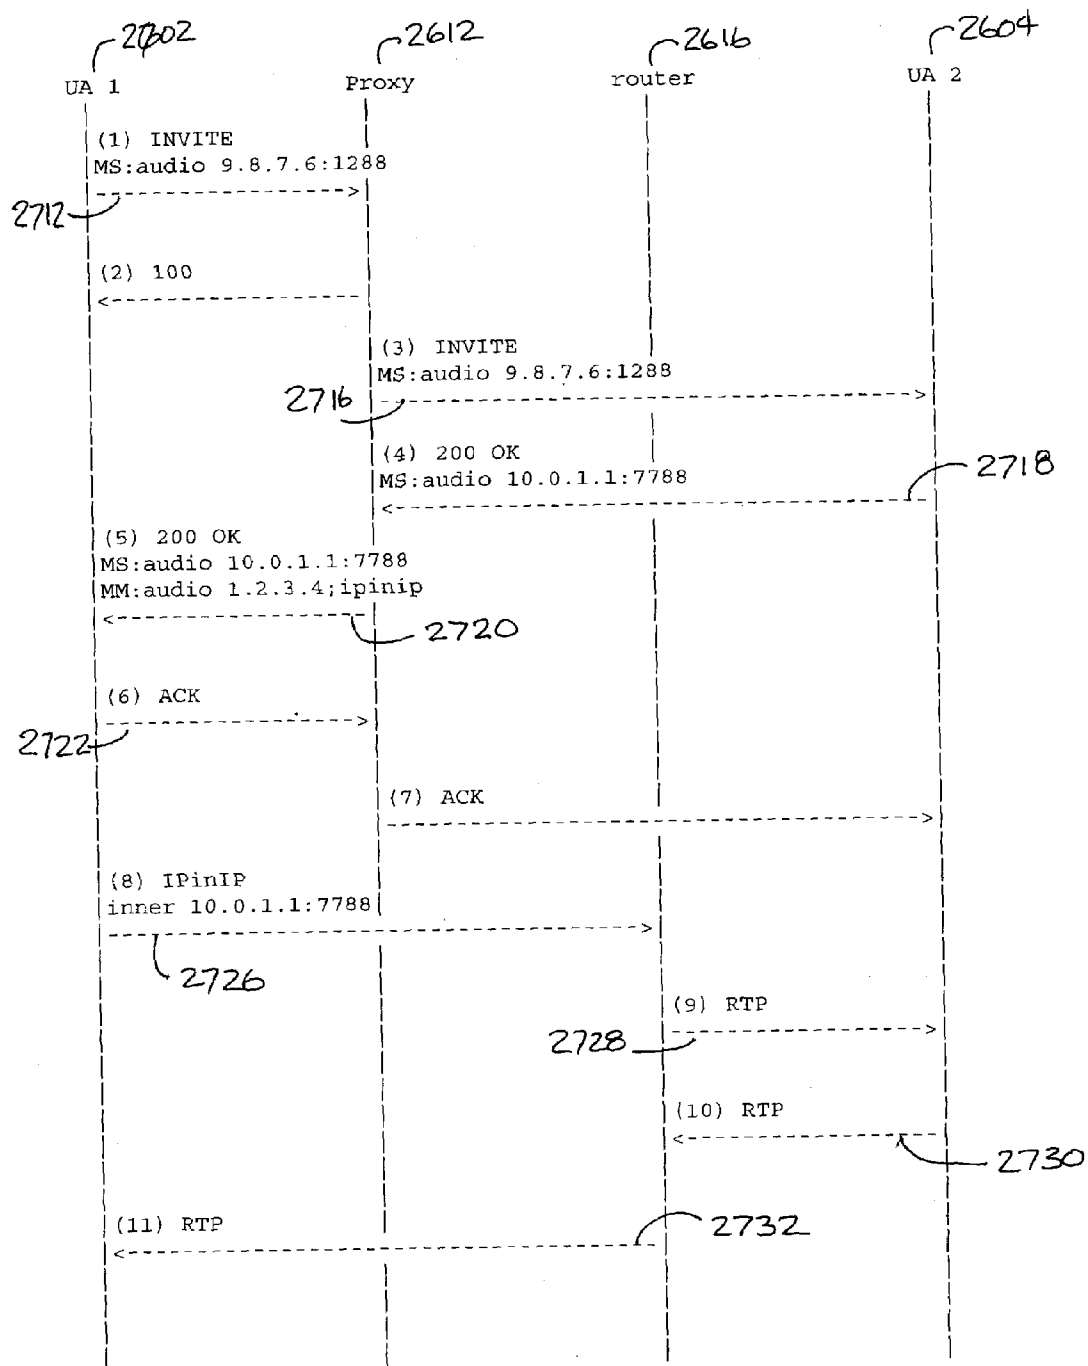 2602 2612 2616 2604
UA 1 Proxy router UA 2
(1) INVITE
MS:audio 9.8.7.6:1288
2712
(2) 100
(3) INVITE
MS:audio 9.8.7.6:1288
2716
(4) 200 OK
MS:audio 10.0.1.1:7788
2718
(5) 200 OK
MS:audio 10.0.1.1:7788
MM:audio 1.2.3.4;ipinip
2720
(6) ACK
2722
(7) ACK
(8) IPinIP
inner 10.0.1.1:7788
2726
(9) RTP
2728
(10) RTP
2730
(11) RTP
2732